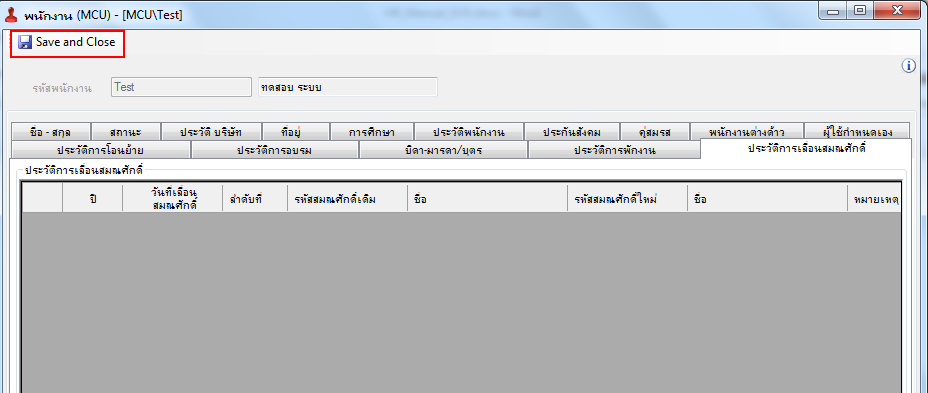 พนักงาน (MCU) - [MCU\Test]
Save and Close
รหัสพนักงาน Test ทดสอบ ระบบ
ชื่อ - สกุล สถานะ ประวัติ บริษัท ที่อยู่ การศึกษา ประวัติพนักงาน ประกันสังคม คู่สมรส พนักงานต่างด้าว ผู้ใช้กำหนดเอง
ประวัติการโอนย้าย ประวัติการอบรม บิดา-มารดา/บุตร ประวัติการพักงาน ประวัติการเลื่อนสมณศักดิ์
ประวัติการเลื่อนสมณศักดิ์
ปี วันที่เลื่อน
สมณศักดิ์ ลำดับที่ รหัสสมณศักดิ์เดิม ชื่อ รหัสสมณศักดิ์ใหม่ ชื่อ หมายเหตุ